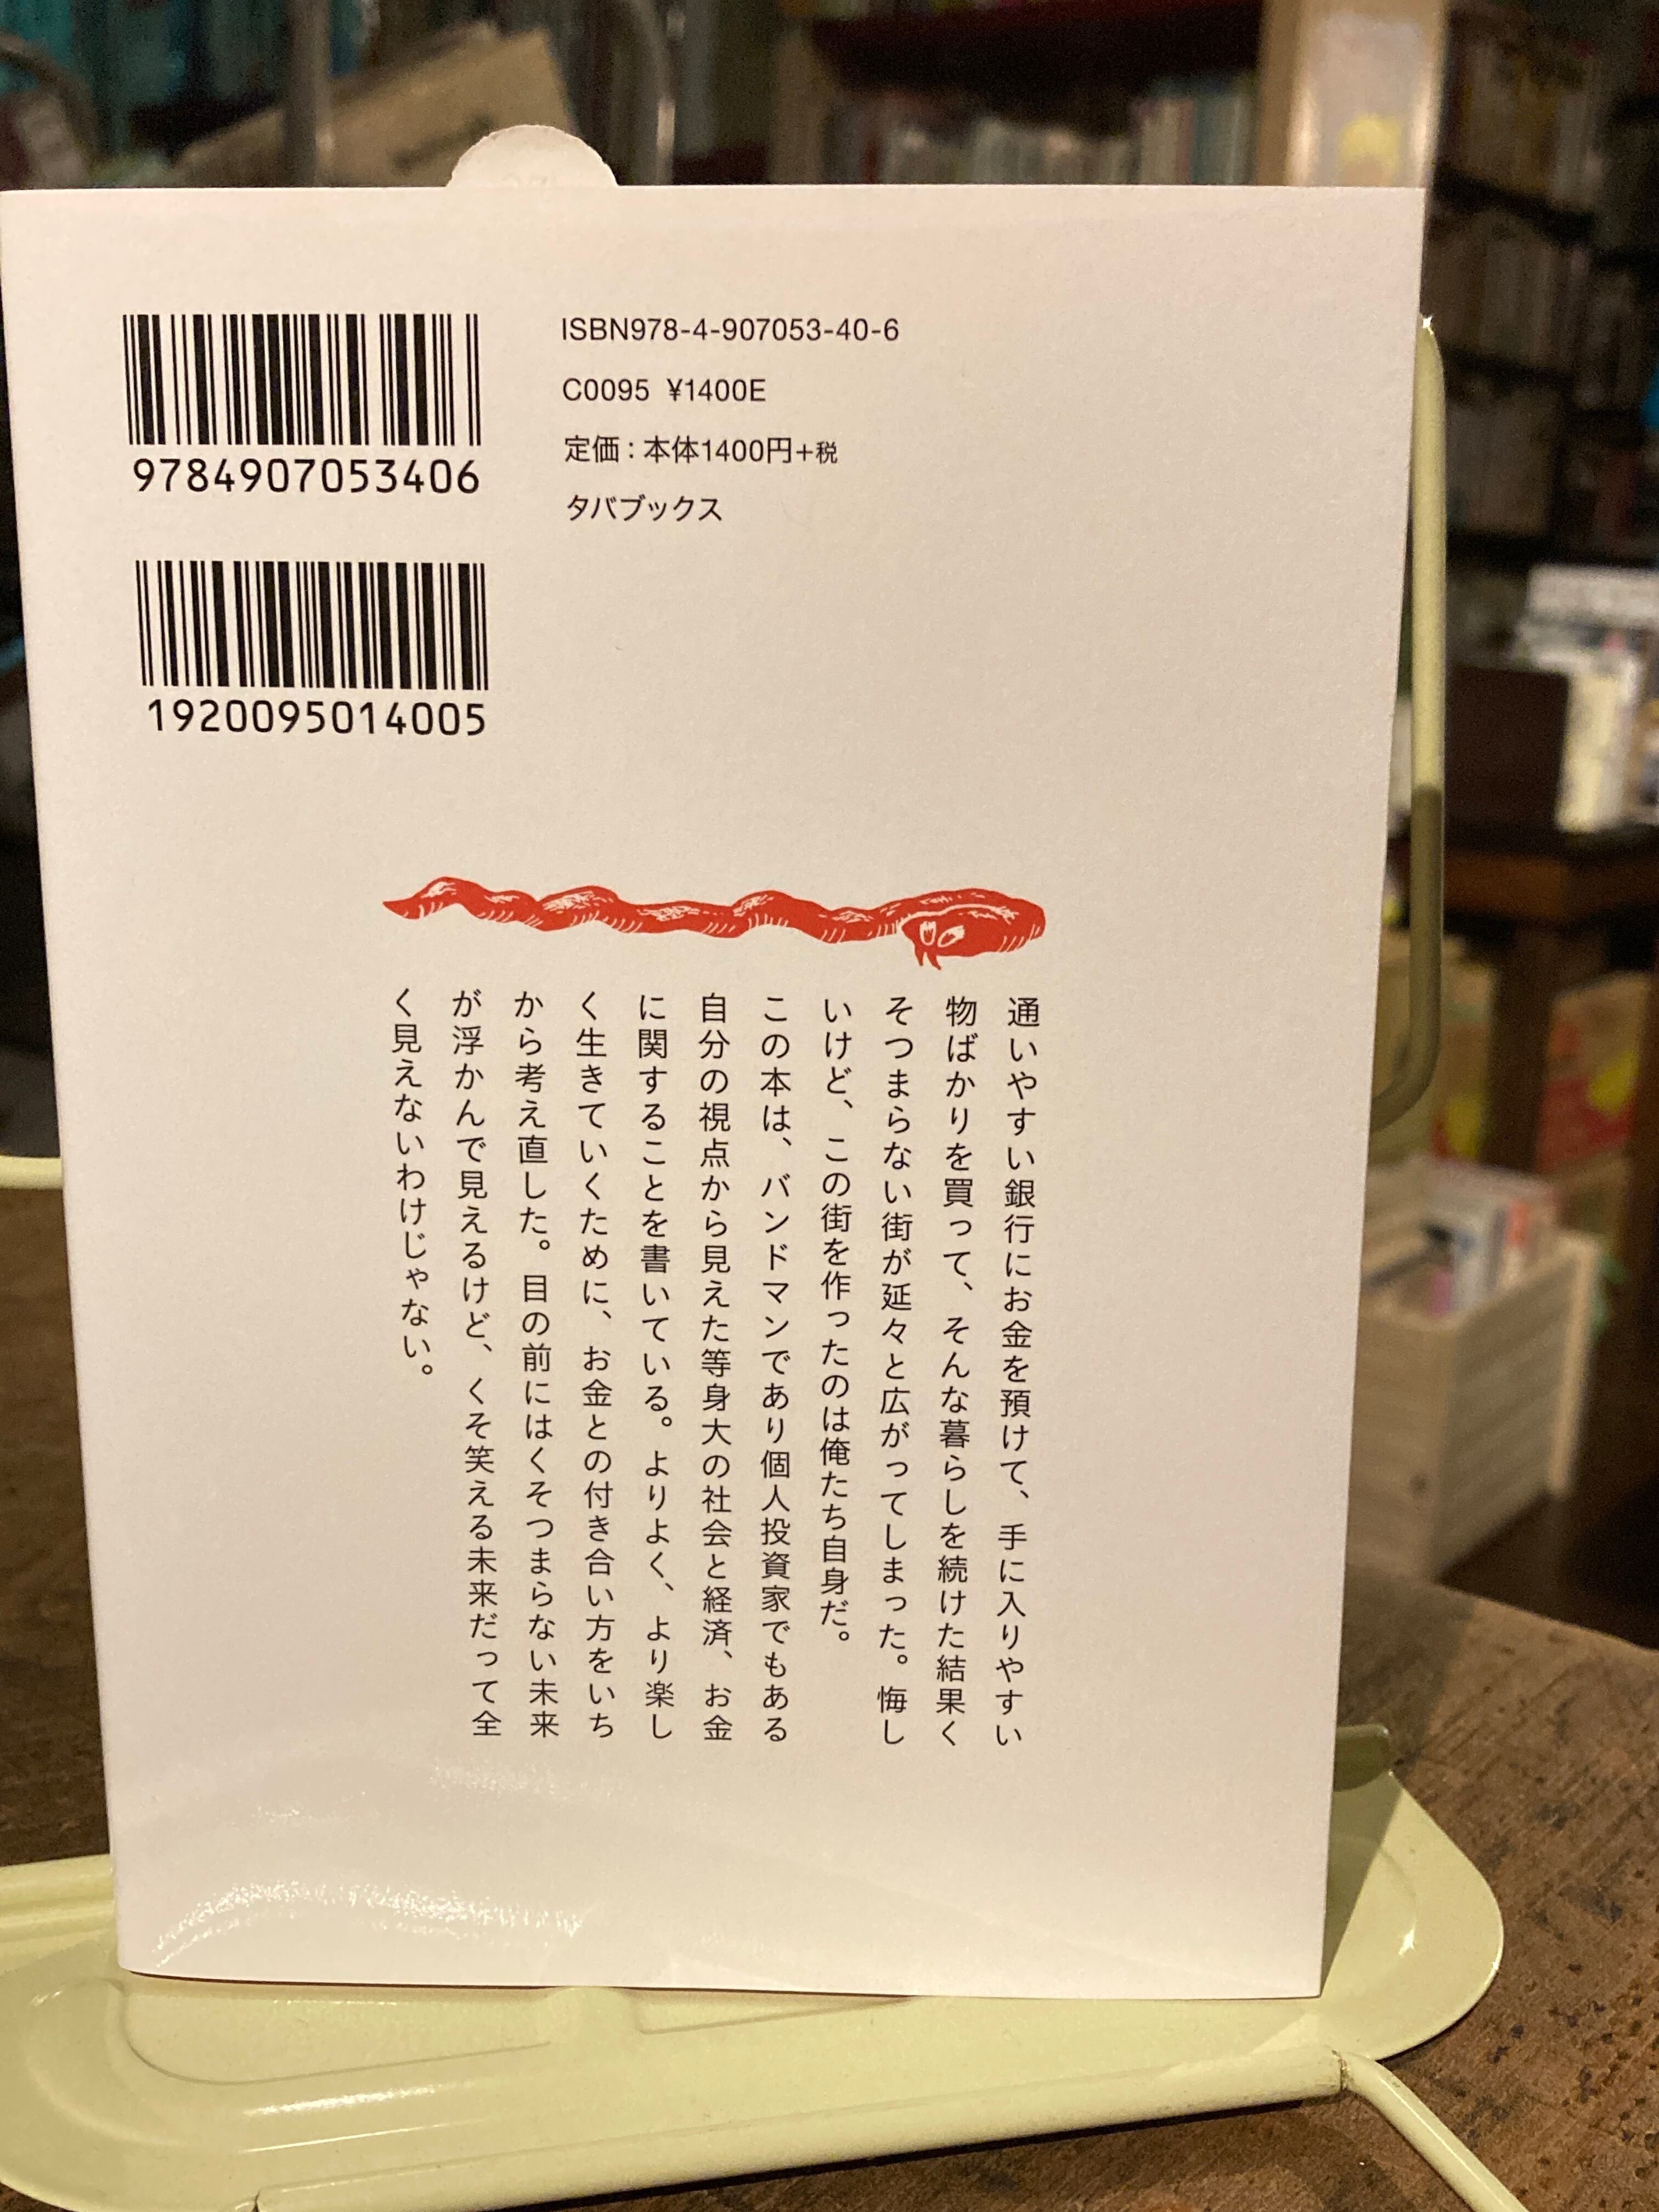 ISBN978-4-907053-40-6
C0095 ¥1400E
定価：本体1400円+税
タバブックス
9784907053406
1920095014005
通いやすい銀行にお金を預けて、手に入りやすい
物ばかりを買って、そんな暮らしを続けた結果く
そつまらない街が延々と広がってしまった。悔し
いけど、この街を作ったのは俺たち自身だ。
この本は、バンドマンであり個人投資家でもある
自分の視点から見えた等身大の社会と経済、お金
に関することを書いている。よりよく、より楽し
く生きていくために、お金との付き合い方をいち
から考え直した。目の前にはくそつまらない未来
が浮かんで見えるけど、くそ笑える未来だって全
く見えないわけじゃない。